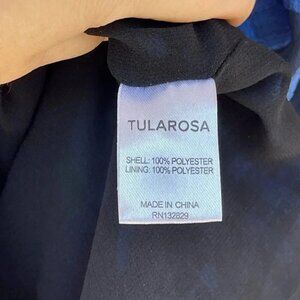 TULAROSA
SHELL: 100% POLYESTER
LINING: 100% POLYESTER
MADE IN CHINA
RN132829